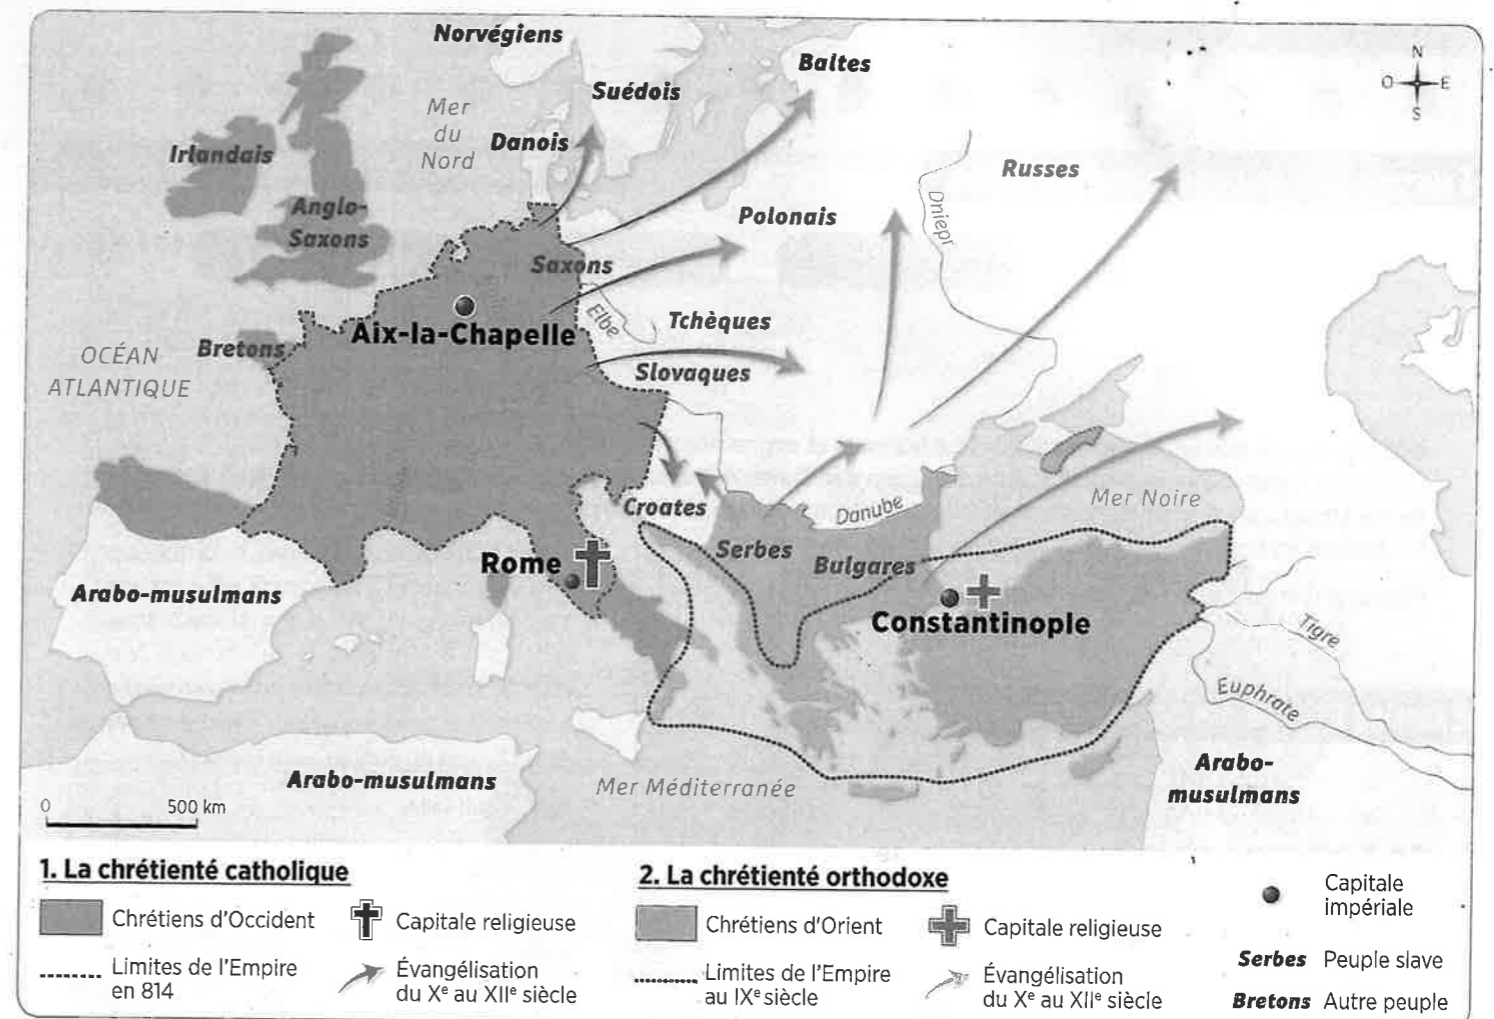 Norvégiens
Baltes
Suédois
Mer
du
Nord
Danois
N
O
E
S
Irlandais
Russes
Anglo-
Saxons
Dniepr
Polonais
Saxons
Aix-la-Chapelle
Elbe
Tchèques
Bretons
Slovaques
OCÉAN
ATLANTIQUE
Croates
Danube
Mer Noire
Serbes
Bulgares
Rome
Arabo-musulmans
Constantinople
Tigre
Euphrate
Arabo-musulmans
Mer Méditerranée
Arabo-
musulmans
0 500 km
1. La chrétienté catholique
Chrétiens d'Occident
Capitale religieuse
Limites de l'Empire
en 814
Évangélisation
du Xe au XIIe siècle
2. La chrétienté orthodoxe
Chrétiens d'Orient
Capitale religieuse
Limites de l'Empire
au IXe siècle
Évangélisation
du Xe au XIIe siècle
Capitale
impériale
Serbes Peuple slave
Bretons Autre peuple